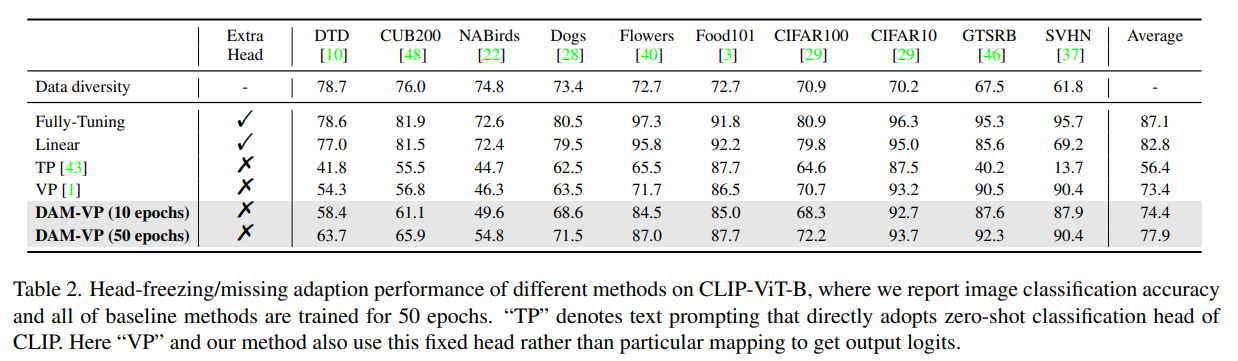 Extra Head DTD [10] CUB200 [48] NABirds [22] Dogs [28] Flowers [40] Food101 [3] CIFAR100 [29] CIFAR10 [29] GTSRB [46] SVHN [37] Average
Data diversity - 78.7 76.0 74.8 73.4 72.7 72.7 70.9 70.2 67.5 61.8 -
Fully-Tuning ✓ 78.6 81.9 72.6 80.5 97.3 91.8 80.9 96.3 95.3 95.7 87.1
Linear ✓ 77.0 81.5 72.4 79.5 95.8 92.2 79.8 95.0 85.6 69.2 82.8
TP [43] ✗ 41.8 55.5 44.7 62.5 65.5 87.7 64.6 87.5 40.2 13.7 56.4
VP [1] ✗ 54.3 56.8 46.3 63.5 71.7 86.5 70.7 93.2 90.5 90.4 73.4
DAM-VP (10 epochs) ✗ 58.4 61.1 49.6 68.6 84.5 85.0 68.3 92.7 87.6 87.9 74.4
DAM-VP (50 epochs) ✗ 63.7 65.9 54.8 71.5 87.0 87.7 72.2 93.7 92.3 90.4 77.9
Table 2. Head-freezing/missing adaption performance of different methods on CLIP-ViT-B, where we report image classification accuracy
and all of baseline methods are trained for 50 epochs. “TP” denotes text prompting that directly adopts zero-shot classification head of
CLIP. Here “VP” and our method also use this fixed head rather than particular mapping to get output logits.